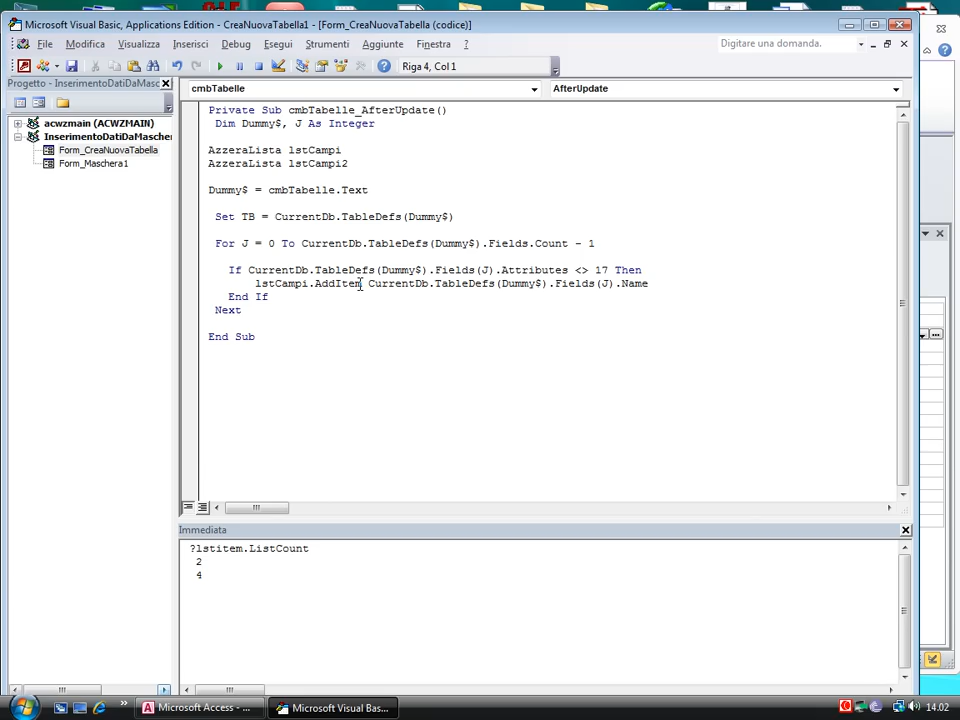 Microsoft Visual Basic, Applications Edition - CreaNuovaTabella1 - [Form_CreaNuovaTabella (codice)]
File Modifica Visualizza Inserisci Debug Esegui Strumenti Aggiunte Finestra ?
Digitare una domanda.
Riga 4, Col 1
Progetto - InserimentoDatiDaMasc
cmbTabelle
AfterUpdate
acwzmain (ACWZMAIN)
InserimentoDatiDaMascher
Form_CreaNuovaTabella
Form_Maschera1
Private Sub cmbTabelle_AfterUpdate()
Dim Dummy$, J As Integer
AzzeraLista lstCampi
AzzeraLista lstCampi2
Dummy$ = cmbTabelle.Text
Set TB = CurrentDb.TableDefs(Dummy$)
For J = 0 To CurrentDb.TableDefs(Dummy$).Fields.Count - 1
If CurrentDb.TableDefs(Dummy$).Fields(J).Attributes <> 17 Then
lstCampi.AddItem CurrentDb.TableDefs(Dummy$).Fields(J).Name
End If
Next
End Sub
Immediata
?lstitem.ListCount
2
4
Microsoft Access - ...
Microsoft Visual Bas...
14.02